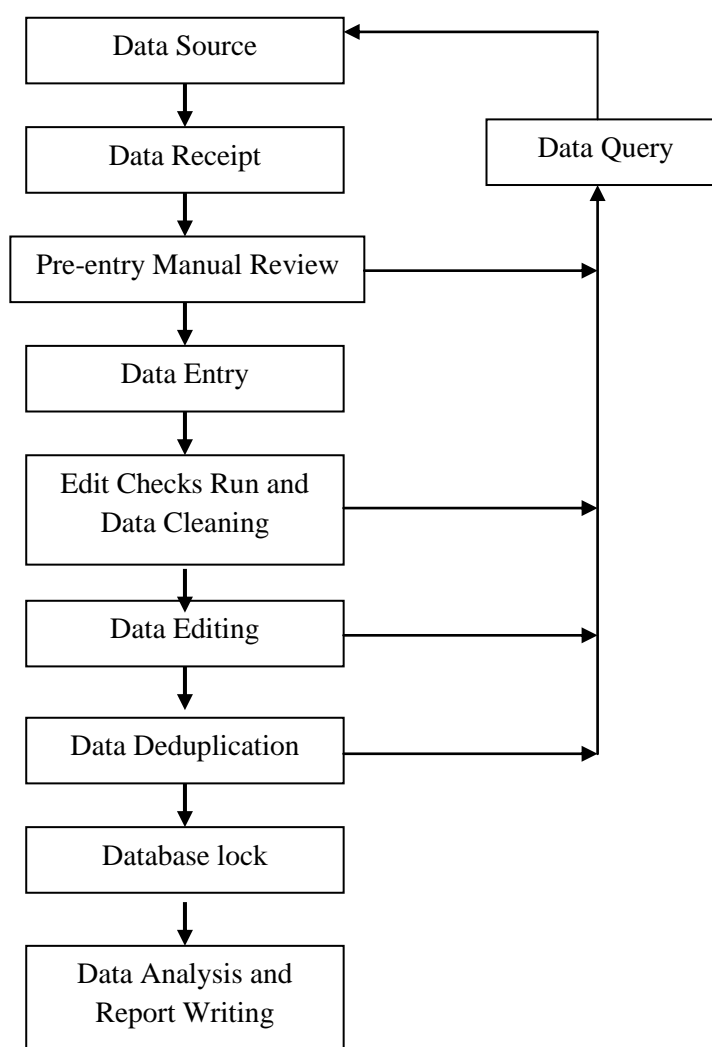 Data Source
Data Receipt
Data Query
Pre-entry Manual Review
Data Entry
Edit Checks Run and
Data Cleaning
Data Editing
Data Deduplication
Database lock
Data Analysis and
Report Writing